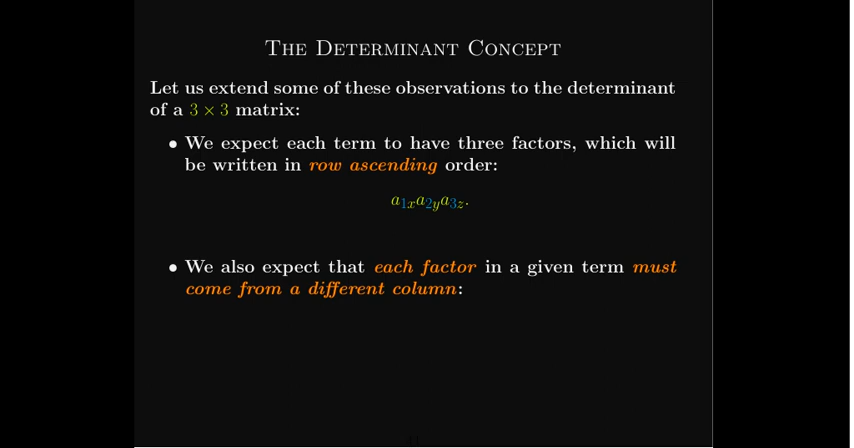 The Determinant Concept
Let us extend some of these observations to the determinant
of a 3 × 3 matrix:
• We expect each term to have three factors, which will
be written in row ascending order:
a₁ₓa₂ᵧa₃z.
• We also expect that each factor in a given term must
come from a different column: